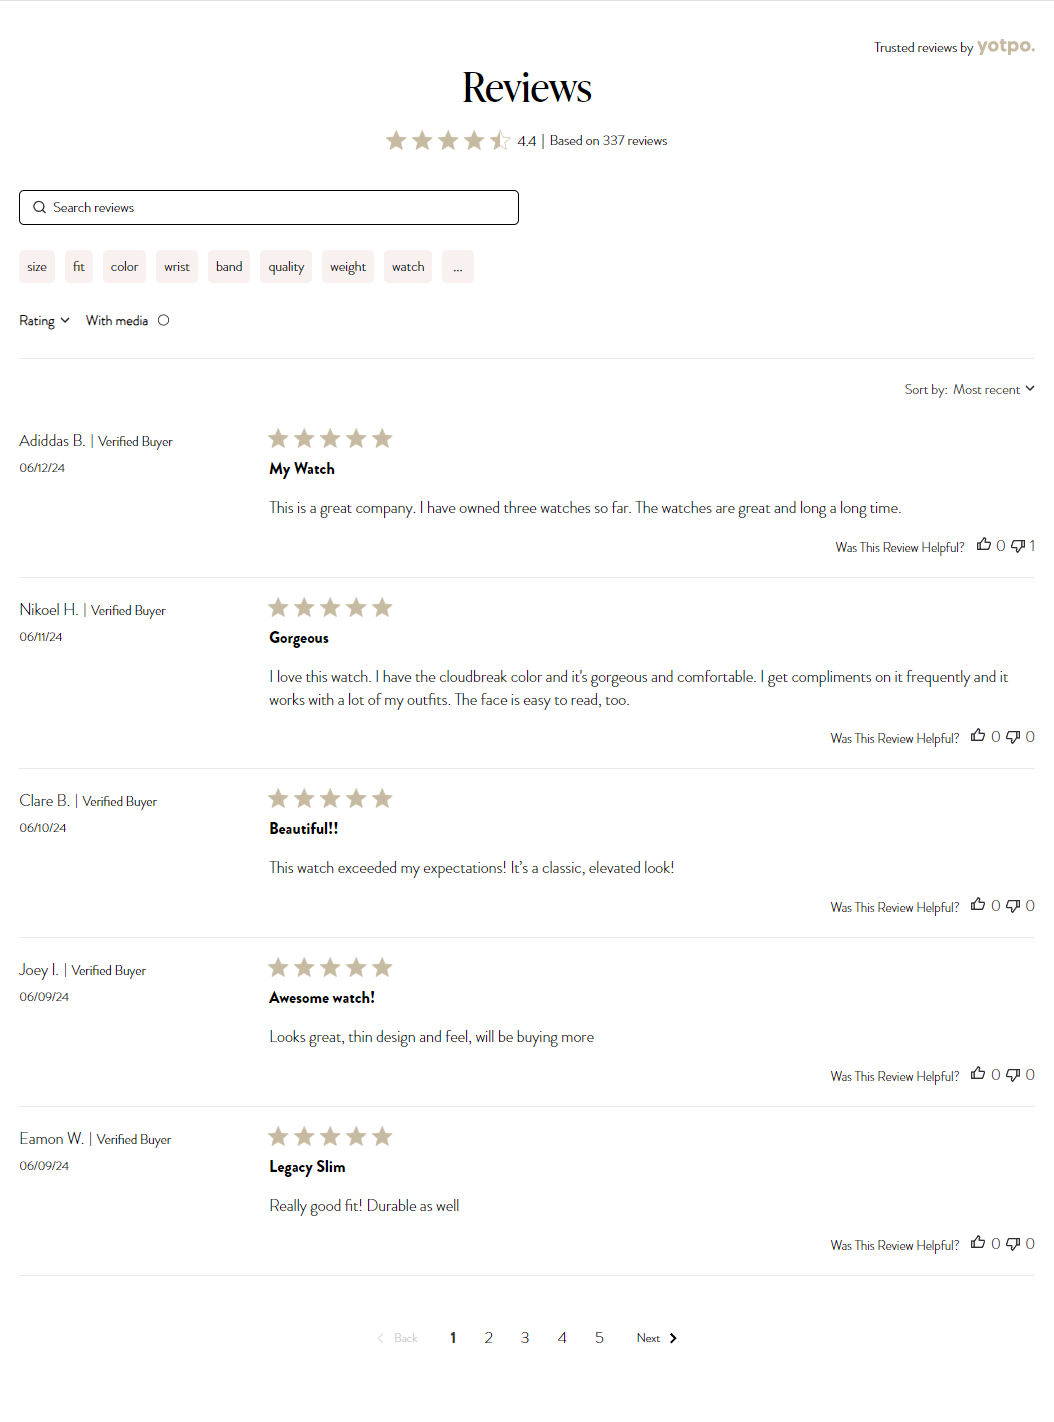 Trusted reviews by yotpo.
Reviews
4.4 | Based on 337 reviews
Search reviews
size fit color wrist band quality weight watch ...
Rating With media
Sort by: Most recent
Adiddas B. | Verified Buyer
06/12/24
My Watch
This is a great company. I have owned three watches so far. The watches are great and long a long time.
Was This Review Helpful? 0 1
Nikoel H. | Verified Buyer
06/11/24
Gorgeous
I love this watch. I have the cloudbreak color and it's gorgeous and comfortable. I get compliments on it frequently and it
works with a lot of my outfits. The face is easy to read, too.
Was This Review Helpful? 0 0
Clare B. | Verified Buyer
06/10/24
Beautiful!!
This watch exceeded my expectations! It’s a classic, elevated look!
Was This Review Helpful? 0 0
Joey I. | Verified Buyer
06/09/24
Awesome watch!
Looks great, thin design and feel, will be buying more
Was This Review Helpful? 0 0
Eamon W. | Verified Buyer
06/09/24
Legacy Slim
Really good fit! Durable as well
Was This Review Helpful? 0 0
Back 1 2 3 4 5 Next